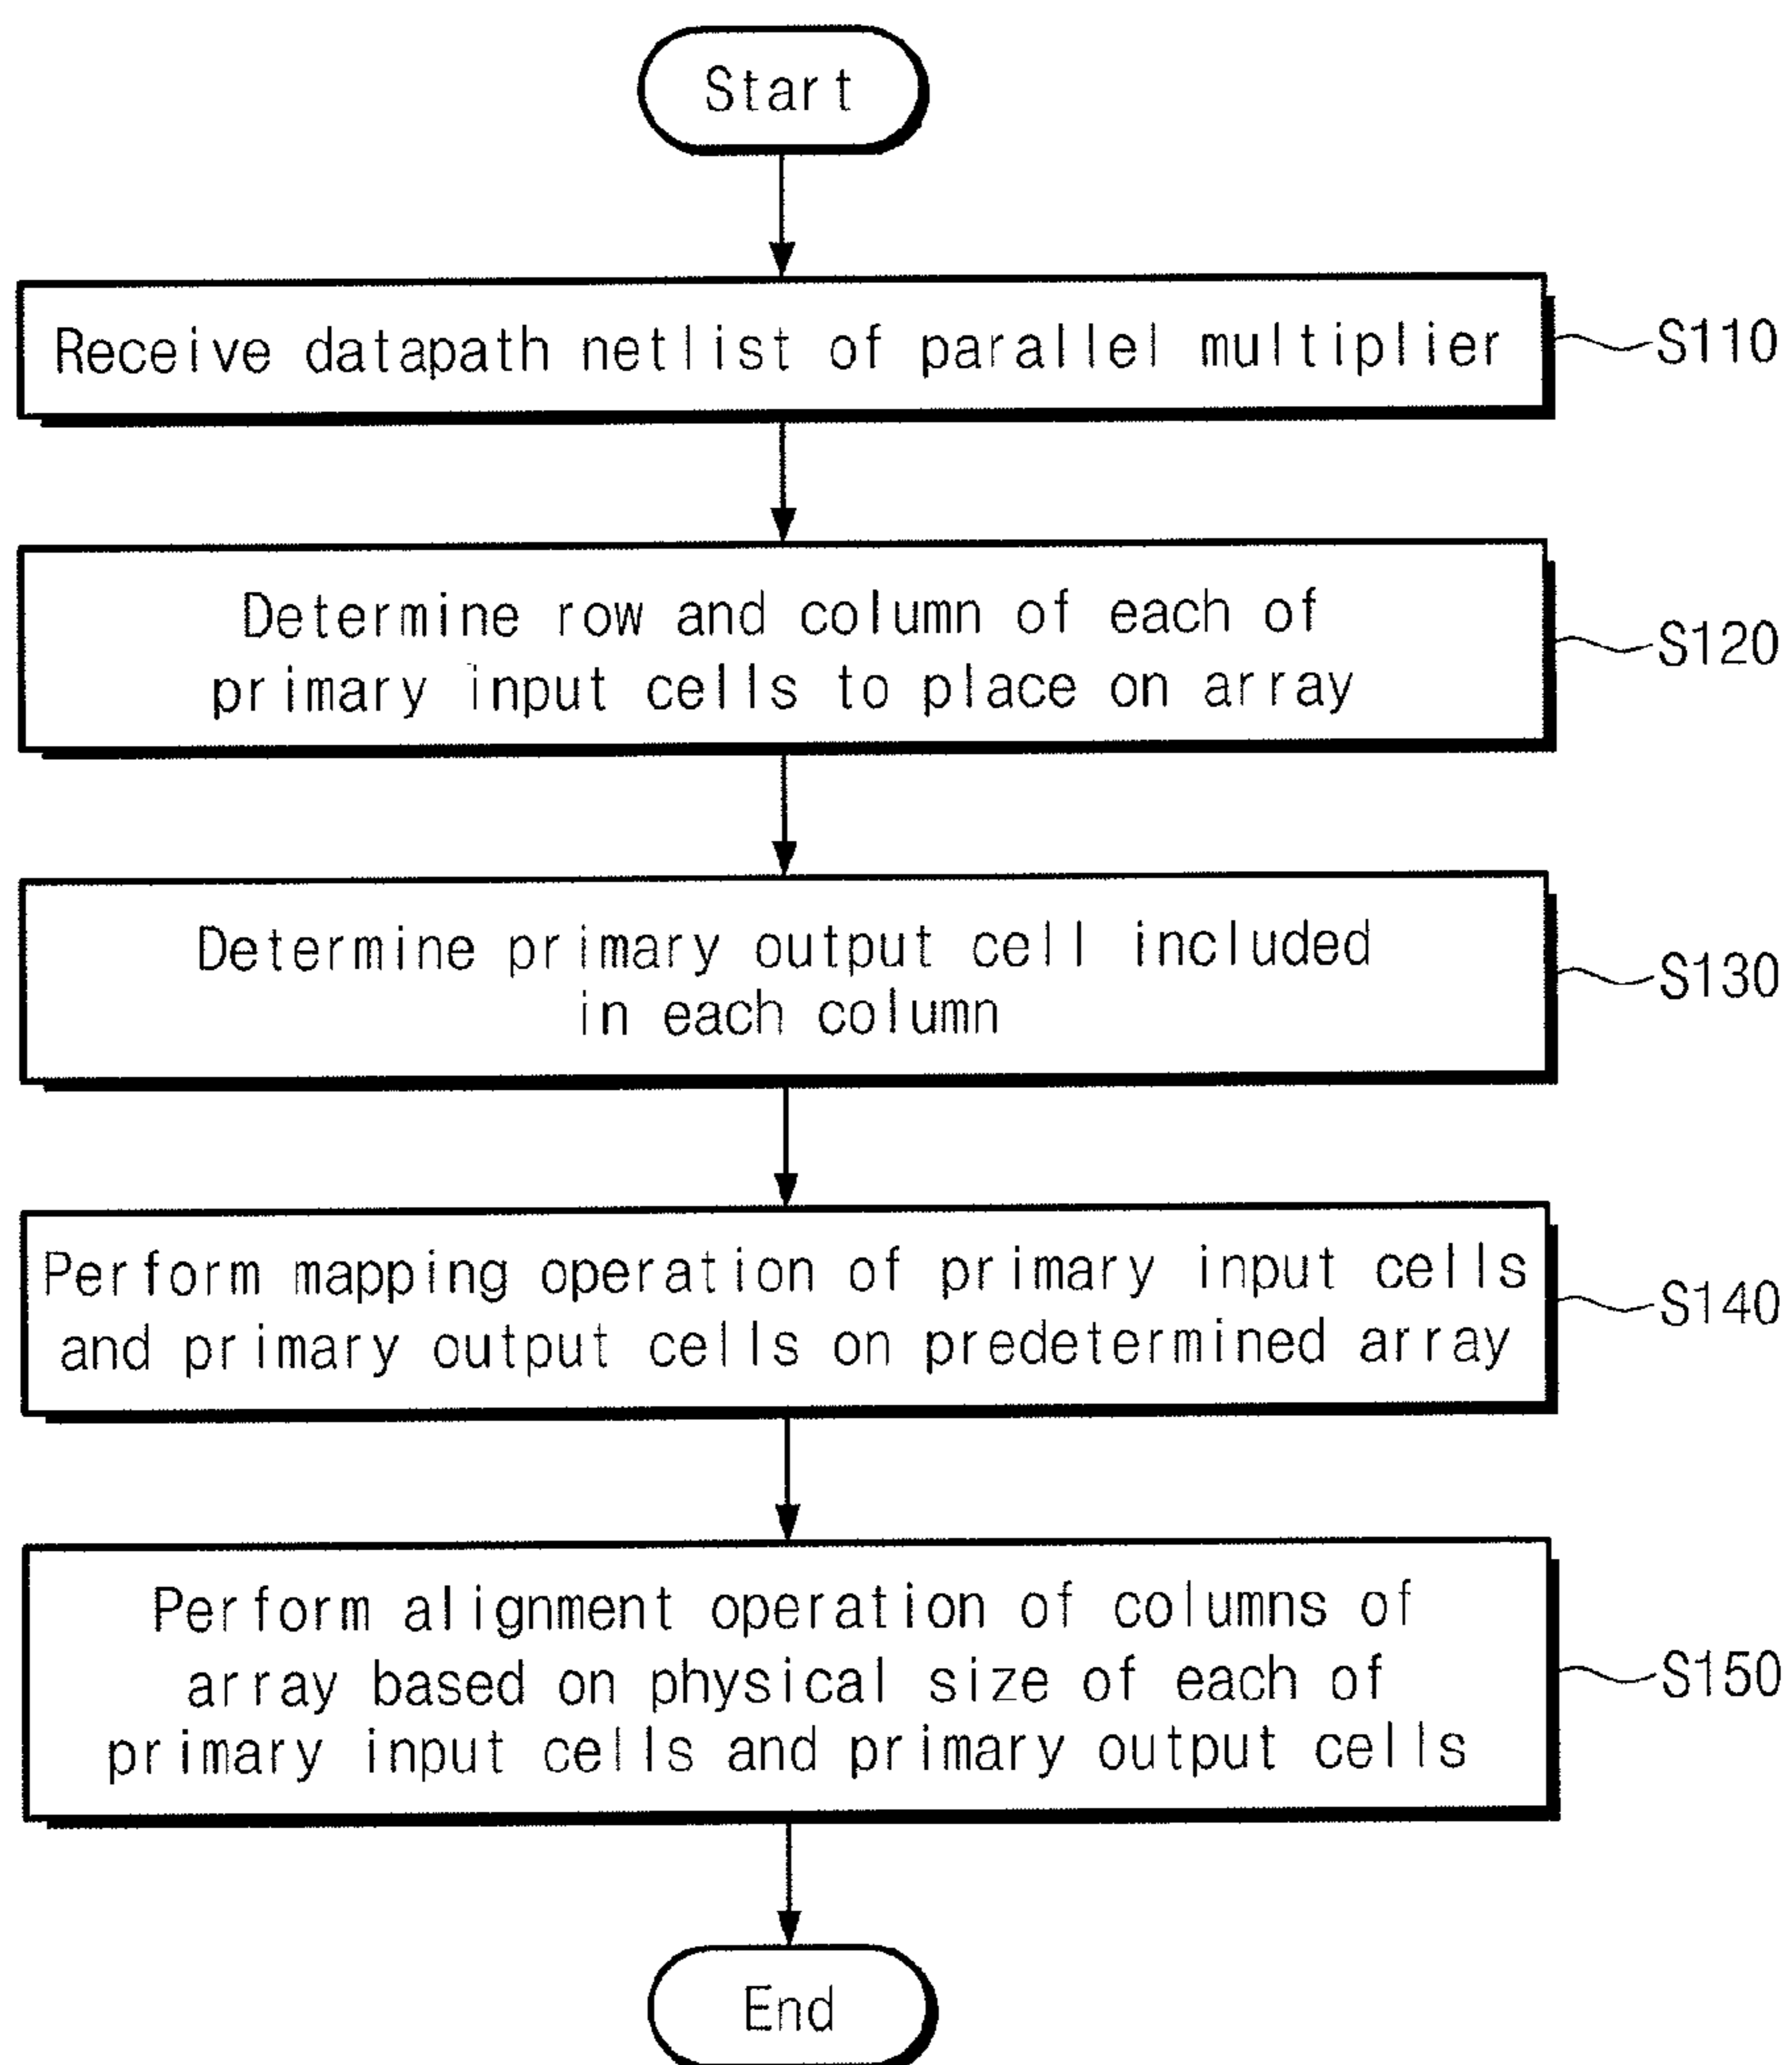 Start
Receive datapath netlist of parallel multiplier
S110
Determine row and column of each of
primary input cells to place on array
S120
Determine primary output cell included
in each column
S130
Perform mapping operation of primary input cells
and primary output cells on predetermined array
S140
Perform alignment operation of columns of
array based on physical size of each of
primary input cells and primary output cells
S150
End